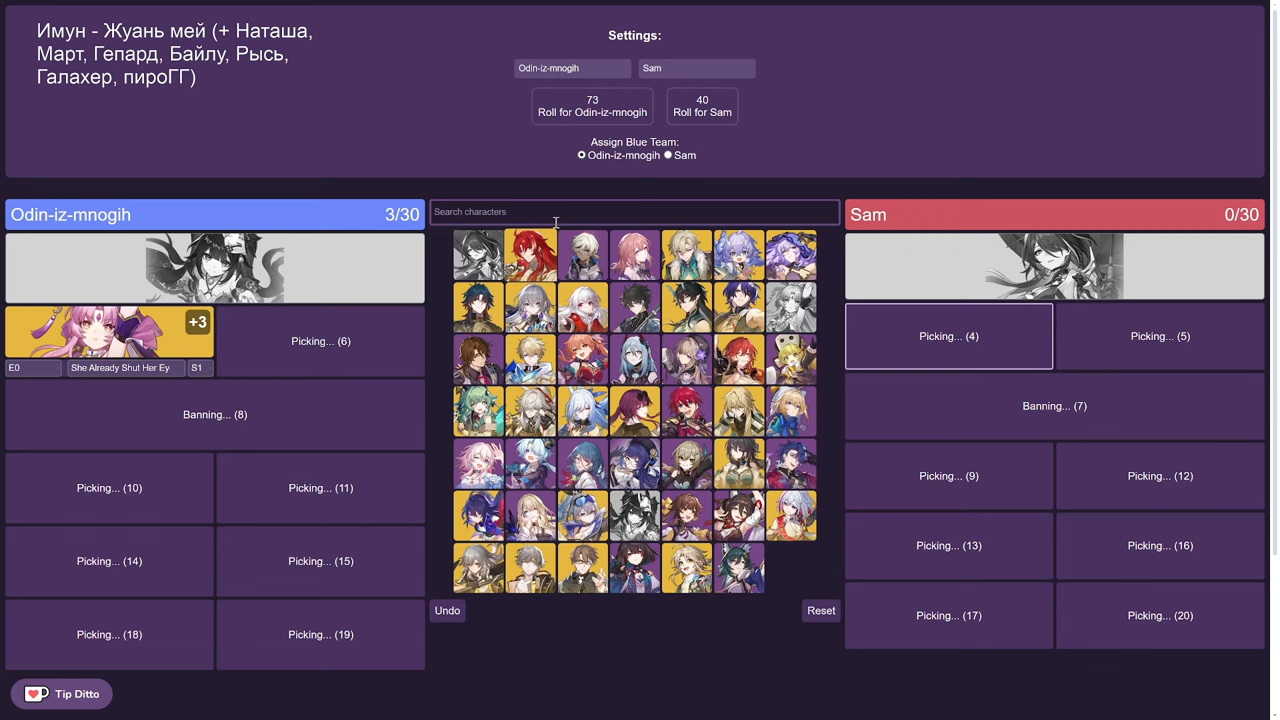 Имун - Жуань мей (+ Наташа,
Март, Гепард, Байлу, Рысь,
Галахер, пироГГ)
Settings:
Odin-iz-mnogih
Sam
73
Roll for Odin-iz-mnogih
40
Roll for Sam
Assign Blue Team:
Odin-iz-mnogih Sam
Odin-iz-mnogih 3/30
Search characters
Sam 0/30
+3
E0
She Already Shut Her Ey
S1
Picking... (6)
Banning... (8)
Picking... (10)
Picking... (11)
Picking... (14)
Picking... (15)
Picking... (18)
Picking... (19)
Undo
Reset
Picking... (4)
Picking... (5)
Banning... (7)
Picking... (9)
Picking... (12)
Picking... (13)
Picking... (16)
Picking... (17)
Picking... (20)
Tip Ditto